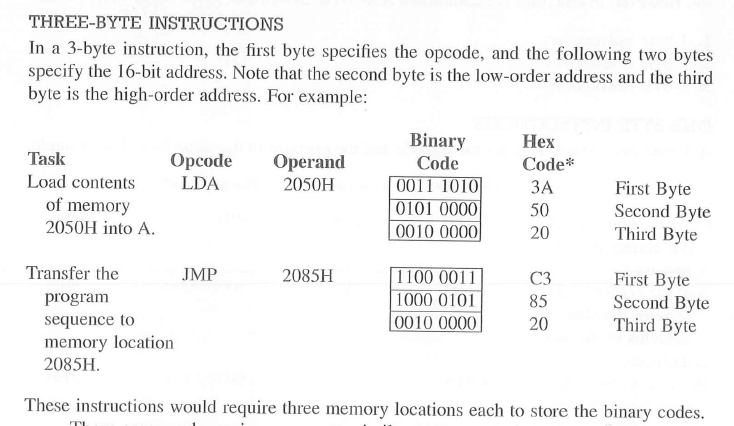 THREE-BYTE INSTRUCTIONS
In a 3-byte instruction, the first byte specifies the opcode, and the following two bytes
specify the 16-bit address. Note that the second byte is the low-order address and the third
byte is the high-order address. For example:
Binary Hex
Task Opcode Operand Code Code*
Load contents LDA 2050H 0011 1010 3A First Byte
of memory 0101 0000 50 Second Byte
2050H into A. 0010 0000 20 Third Byte
Transfer the JMP 2085H 1100 0011 C3 First Byte
program 1000 0101 85 Second Byte
sequence to 0010 0000 20 Third Byte
memory location
2085H.
These instructions would require three memory locations each to store the binary codes.